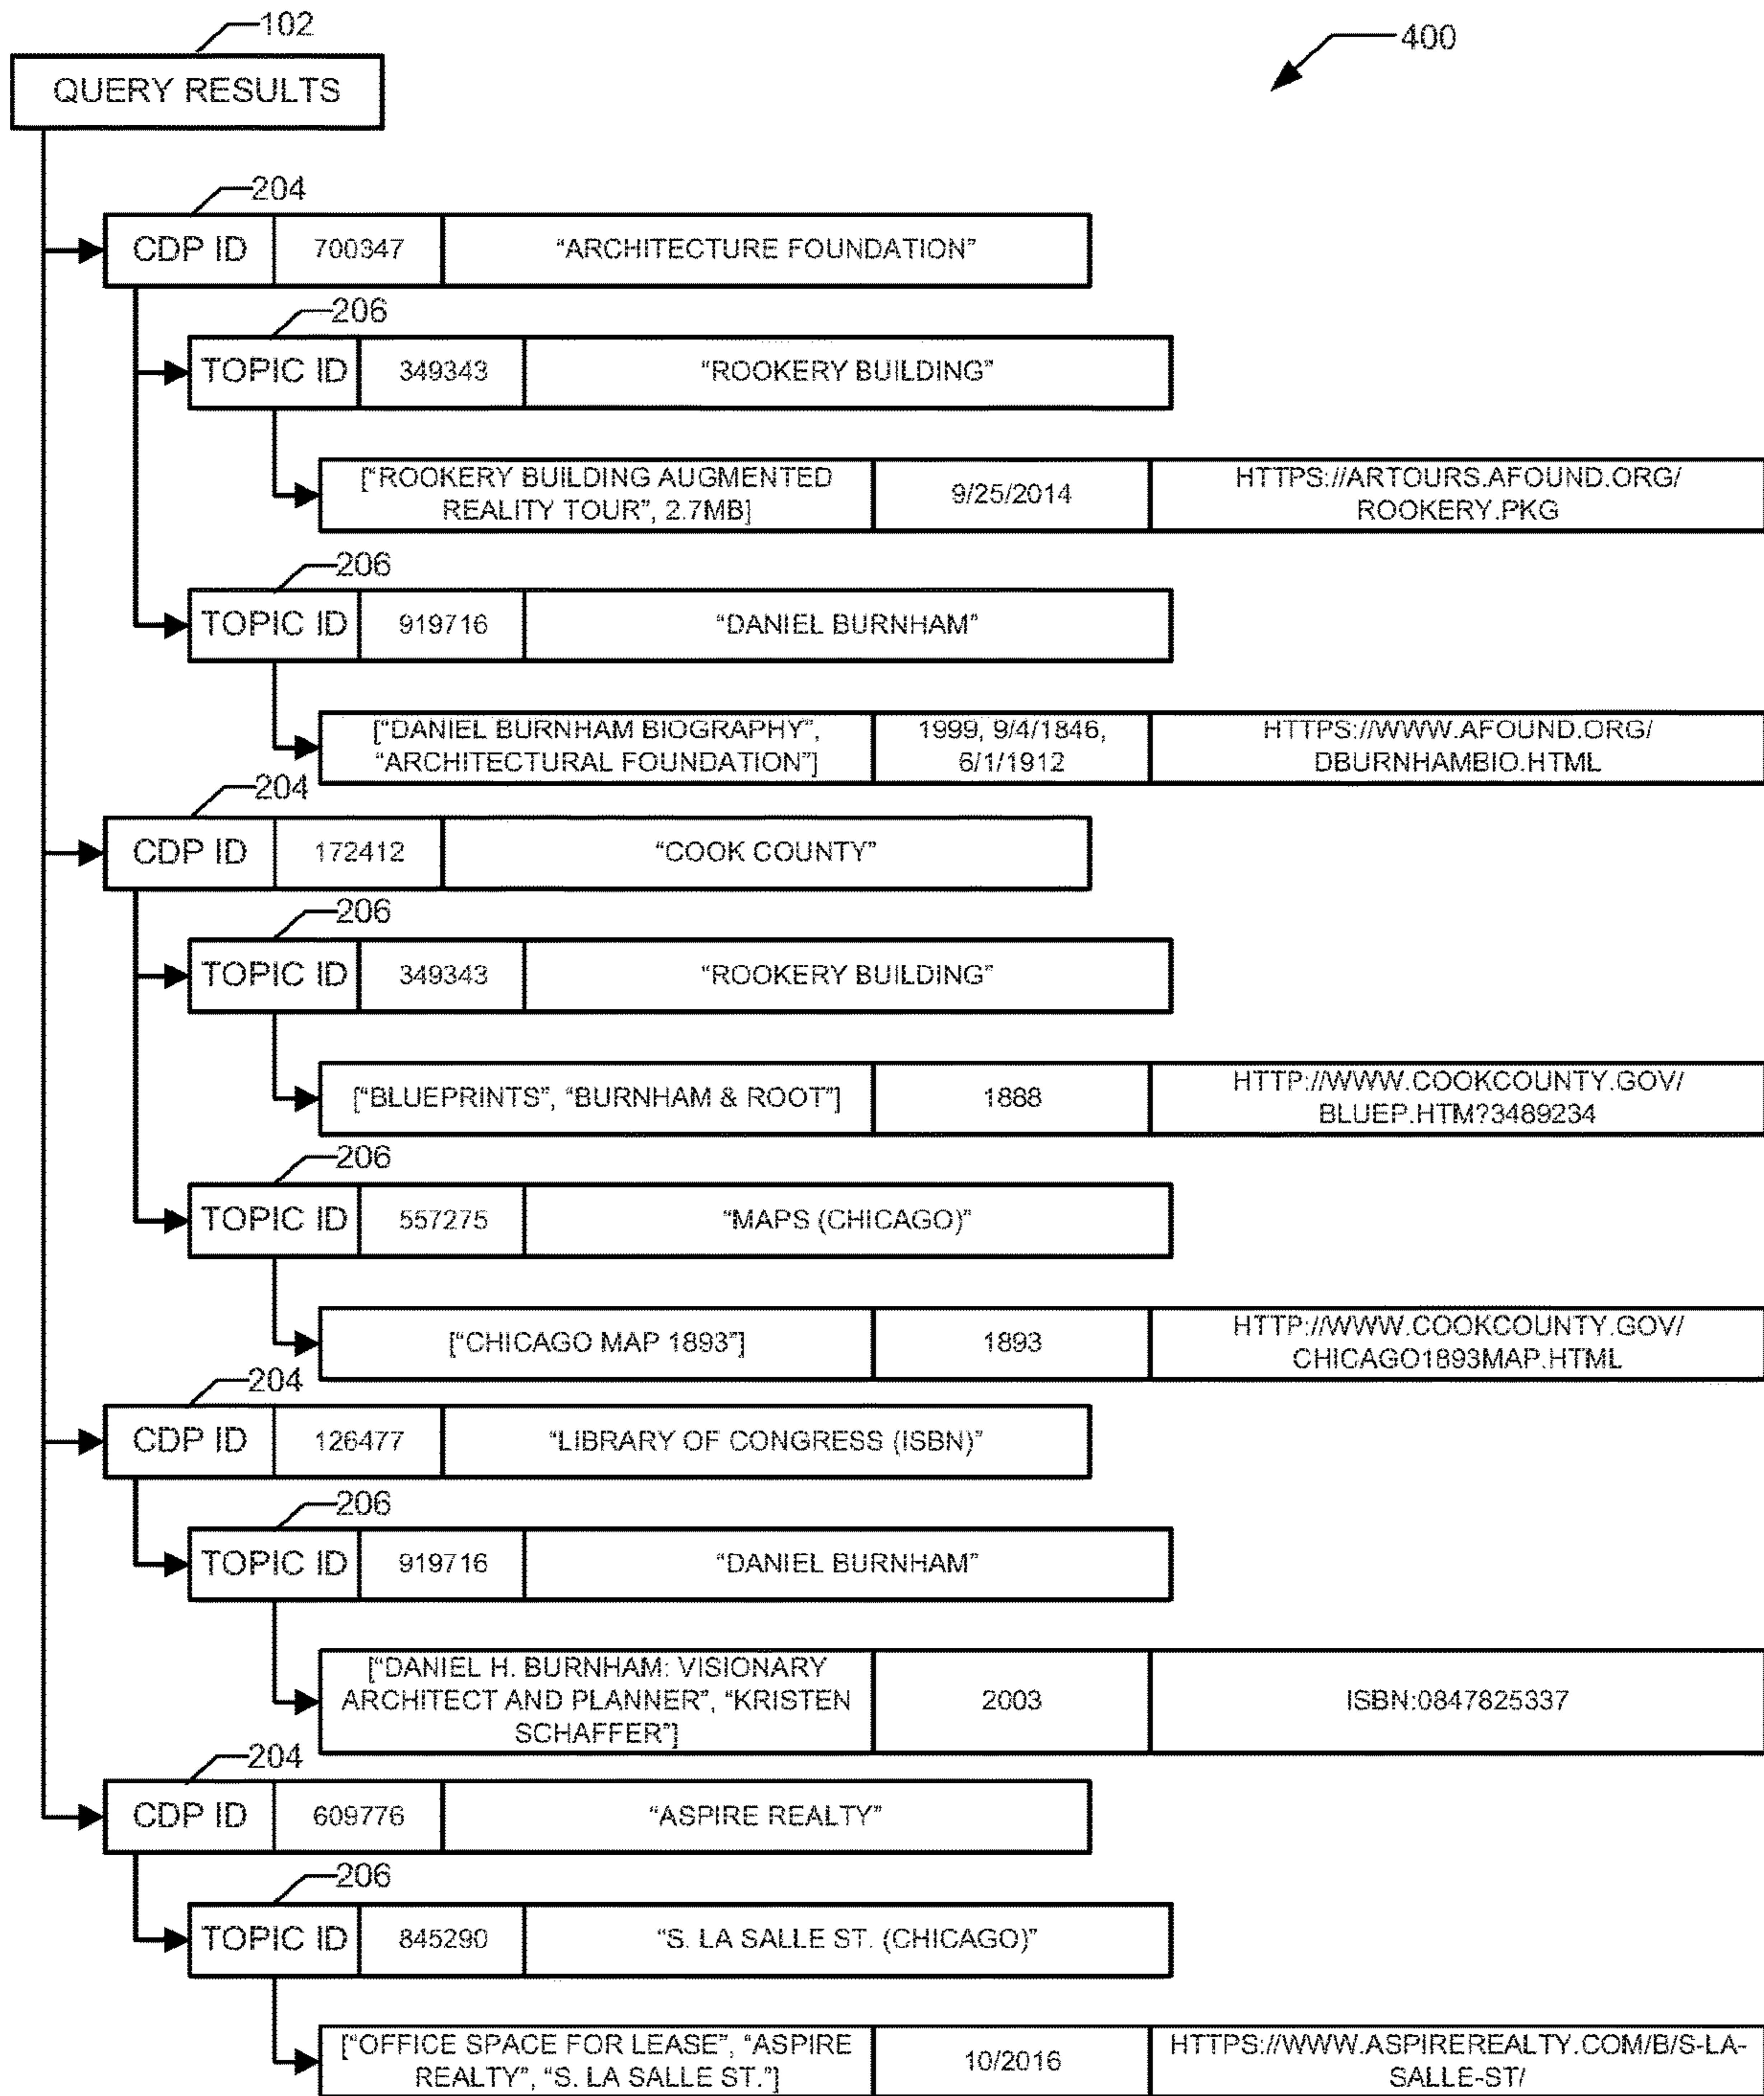 102
400
QUERY RESULTS
204
CDP ID 700347 “ARCHITECTURE FOUNDATION”
206
TOPIC ID 349343 “ROOKERY BUILDING”
[“ROOKERY BUILDING AUGMENTED
REALITY TOUR”, 2.7MB]
9/25/2014
HTTPS://ARTOURS.AFOUND.ORG/
ROOKERY.PKG
206
TOPIC ID 919716 “DANIEL BURNHAM”
[“DANIEL BURNHAM BIOGRAPHY”,
“ARCHITECTURAL FOUNDATION”]
1999, 9/4/1846,
6/1/1912
HTTPS://WWW.AFOUND.ORG/
DBURNHAMBIO.HTML
204
CDP ID 172412 “COOK COUNTY”
206
TOPIC ID 349343 “ROOKERY BUILDING”
[“BLUEPRINTS”, “BURNHAM & ROOT”]
1888
HTTP://WWW.COOKCOUNTY.GOV/
BLUEP.HTM?3489234
206
TOPIC ID 557275 “MAPS (CHICAGO)”
[“CHICAGO MAP 1893”]
1893
HTTP://WWW.COOKCOUNTY.GOV/
CHICAGO1893MAP.HTML
204
CDP ID 126477 “LIBRARY OF CONGRESS (ISBN)”
206
TOPIC ID 919716 “DANIEL BURNHAM”
[“DANIEL H. BURNHAM: VISIONARY
ARCHITECT AND PLANNER”, “KRISTEN
SCHAFFER”]
2003
ISBN:0847825337
204
CDP ID 609776 “ASPIRE REALTY”
206
TOPIC ID 845290 “S. LA SALLE ST. (CHICAGO)”
[“OFFICE SPACE FOR LEASE”, “ASPIRE
REALTY”, “S. LA SALLE ST.”]
10/2016
HTTPS://WWW.ASPIREREALTY.COM/B/S-LA-
SALLE-ST/